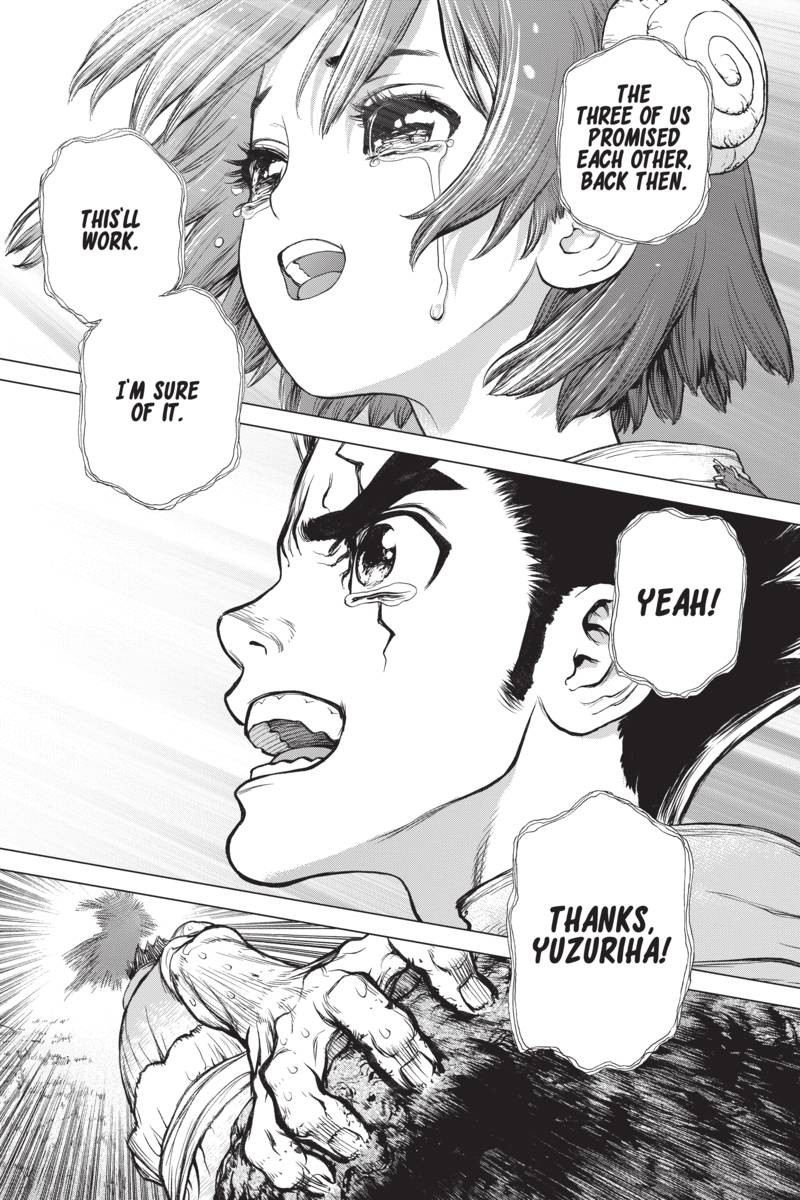 THE
THREE OF US
PROMISED
EACH OTHER,
BACK THEN.
THIS'LL
WORK.
I'M SURE
OF IT.
YEAH!
THANKS,
YUZURIHA!